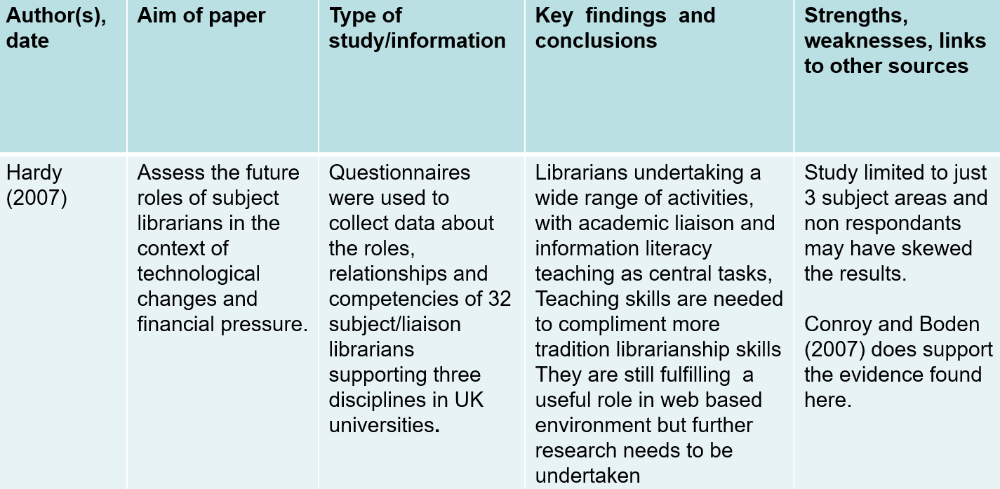 Author(s),
date
Aim of paper
Type of
study/information
Key findings and
conclusions
Strengths,
weaknesses, links
to other sources
Hardy
(2007)
Assess the future
roles of subject
librarians in the
context of
technological
changes and
financial pressure.
Questionnaires
were used to
collect data about
the roles,
relationships and
competencies of 32
subject/liaison
librarians
supporting three
disciplines in UK
universities.
Librarians undertaking a
wide range of activities,
with academic liaison and
information literacy
teaching as central tasks,
Teaching skills are needed
to compliment more
tradition librarianship skills
They are still fulfilling a
useful role in web based
environment but further
research needs to be
undertaken
Study limited to just
3 subject areas and
non respondants
may have skewed
the results.
Conroy and Boden
(2007) does support
the evidence found
here.